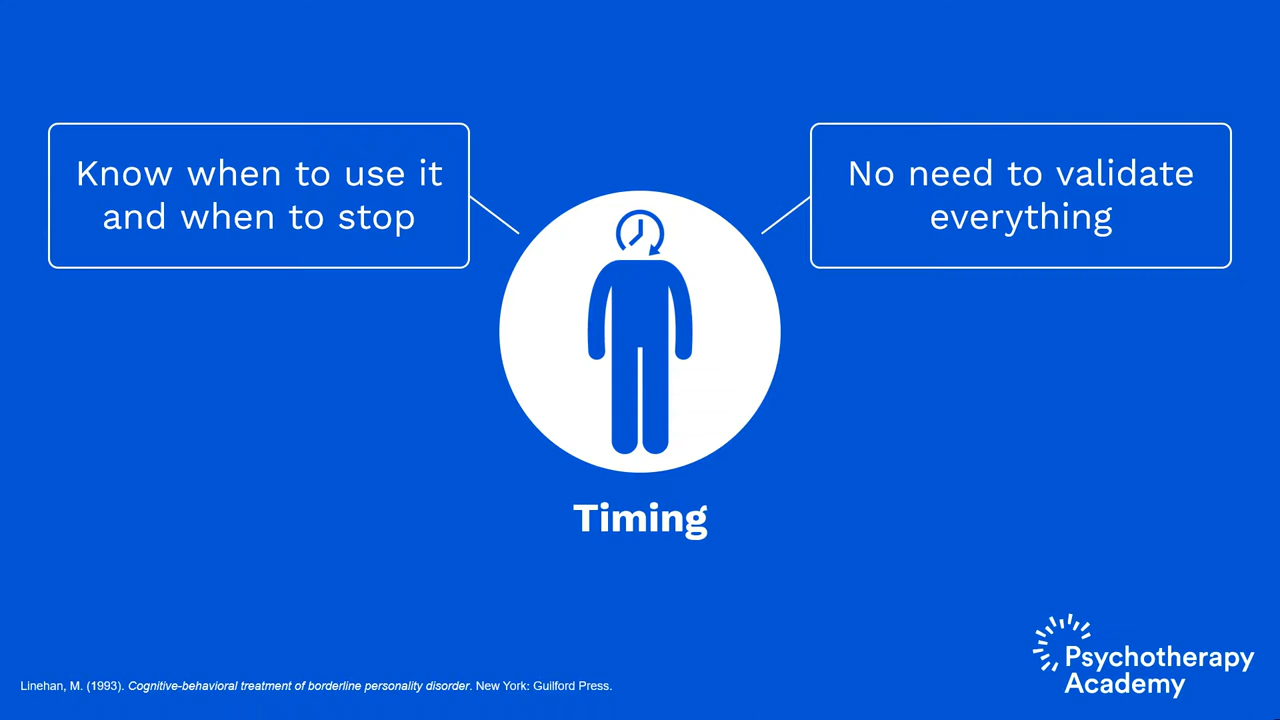 Know when to use it
and when to stop
No need to validate
everything
Timing
Linehan, M. (1993). Cognitive-behavioral treatment of borderline personality disorder. New York: Guilford Press.
Psychotherapy
Academy